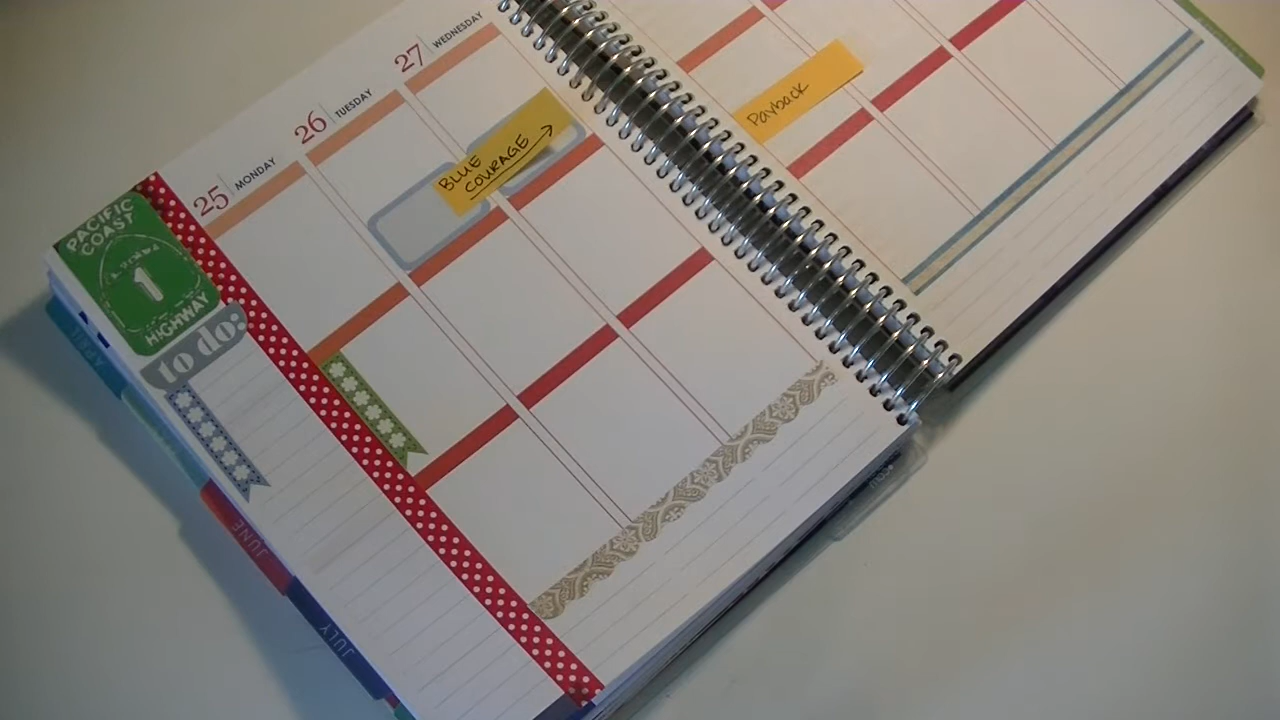 27 WEDNESDAY
26 TUESDAY
25 MONDAY
BLUE
COURAGE
Payback
PACIFIC
COAST
1
HIGHWAY
to do:
JUNE
JULY